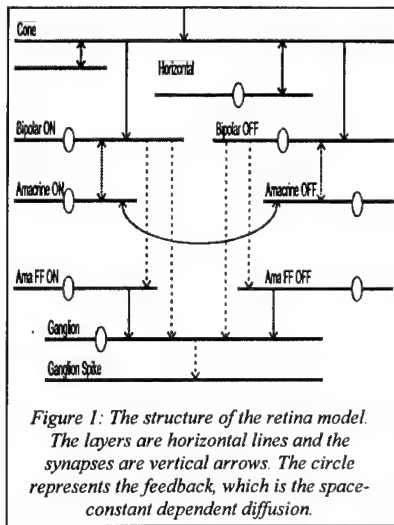 Cone
Horizontal
Bipolar ON Bipolar OFF
Amacrine ON Amacrine OFF
Ama FF ON Ama FF OFF
Ganglion
Ganglion Spike
Figure 1: The structure of the retina model.
The layers are horizontal lines and the
synapses are vertical arrows. The circle
represents the feedback, which is the space-
constant dependent diffusion.